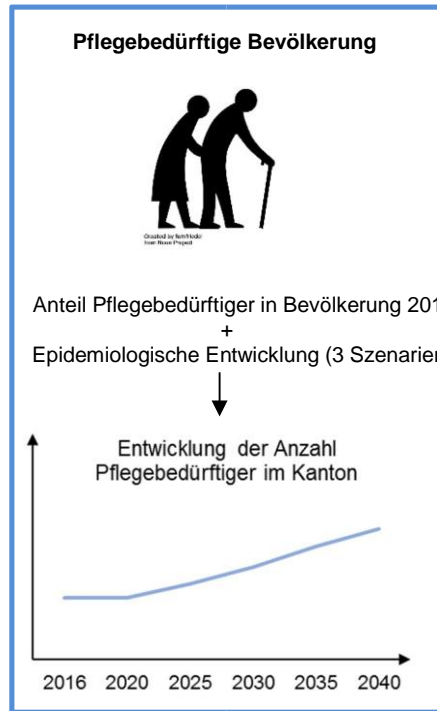 Pflegebedürftige Bevölkerung
Created by Itzhfriedel
from Noun Project
Anteil Pflegebedürftiger in Bevölkerung 201
+
Epidemiologische Entwicklung (3 Szenarien
Entwicklung der Anzahl
Pflegebedürftiger im Kanton
2016 2020 2025 2030 2035 2040